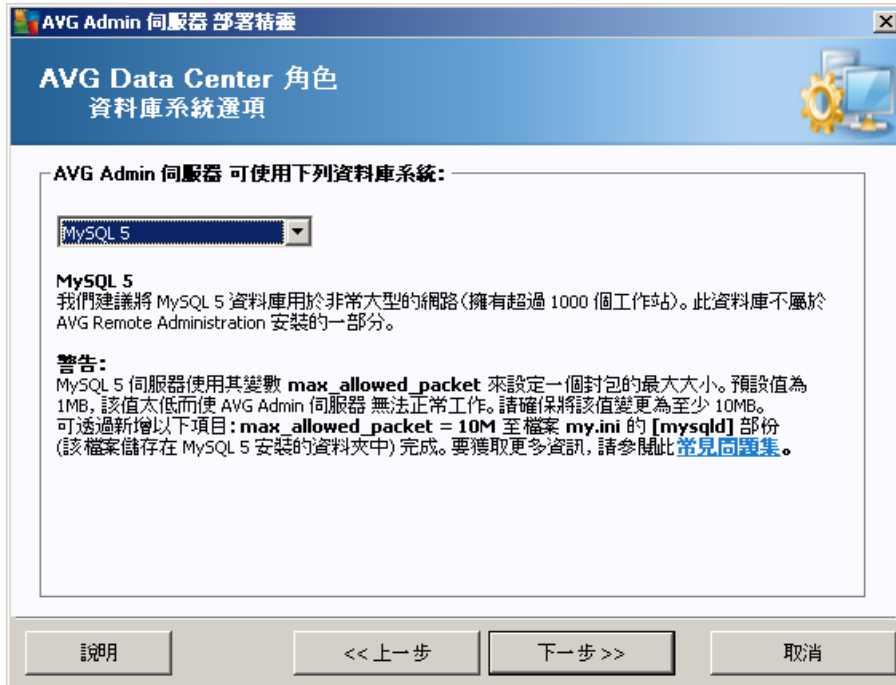 AVG Admin 伺服器 部署精靈
AVG Data Center 角色
資料庫系統選項
AVG Admin 伺服器 可使用下列資料庫系統:
MySQL 5
MySQL 5
我們建議將 MySQL 5 資料庫用於非常大型的網路(擁有超過 1000 個工作站)。此資料庫不屬於
AVG Remote Administration 安裝的一部分。
警告:
MySQL 5 伺服器使用其變數 max_allowed_packet 來設定一個封包的最大大小。預設值為
1MB, 該值太低而使 AVG Admin 伺服器 無法正常工作。請確保將該值變更為至少 10MB。
可透過新增以下項目: max_allowed_packet = 10M 至檔案 my.ini 的 [mysqld] 部份
(該檔案儲存在 MySQL 5 安裝的資料夾中) 完成。要獲取更多資訊, 請參閱此常見問題集。
說明
<< 上一步
下一步 >>
取消